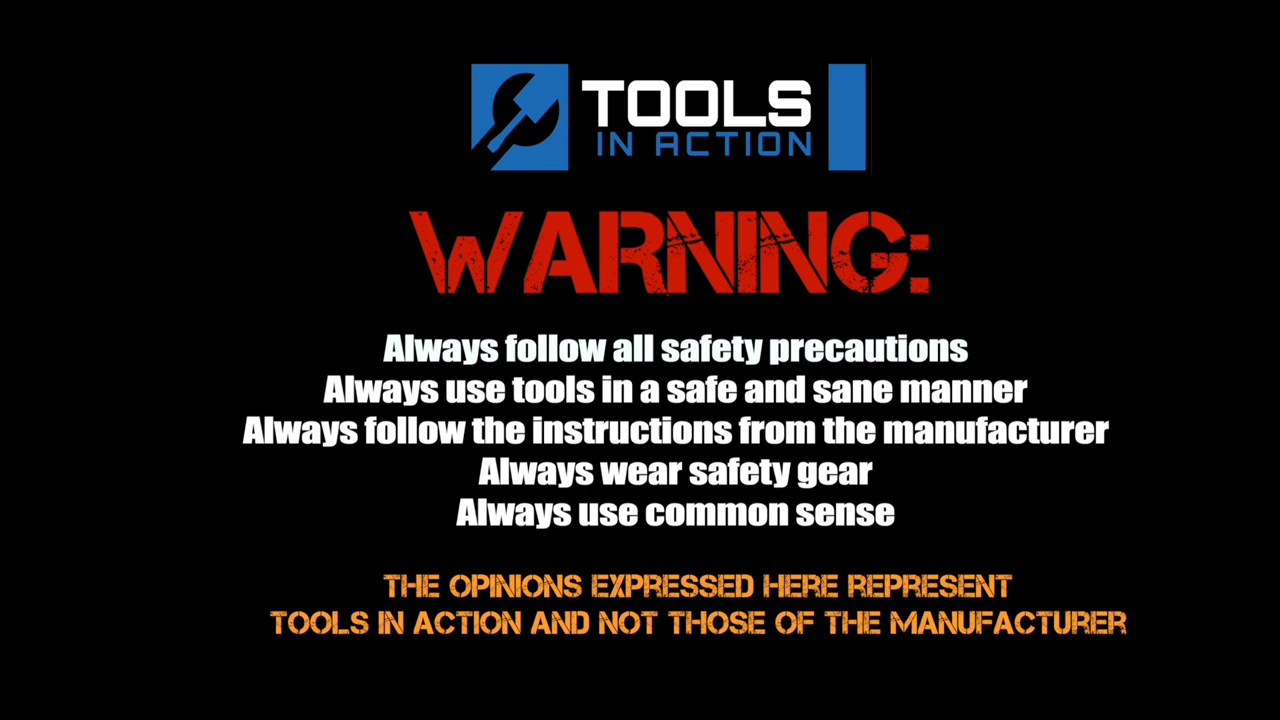 TOOLS
IN ACTION
WARNING:
Always follow all safety precautions
Always use tools in a safe and sane manner
Always follow the instructions from the manufacturer
Always wear safety gear
Always use common sense
THE OPINIONS EXPRESSED HERE REPRESENT
TOOLS IN ACTION AND NOT THOSE OF THE MANUFACTURER